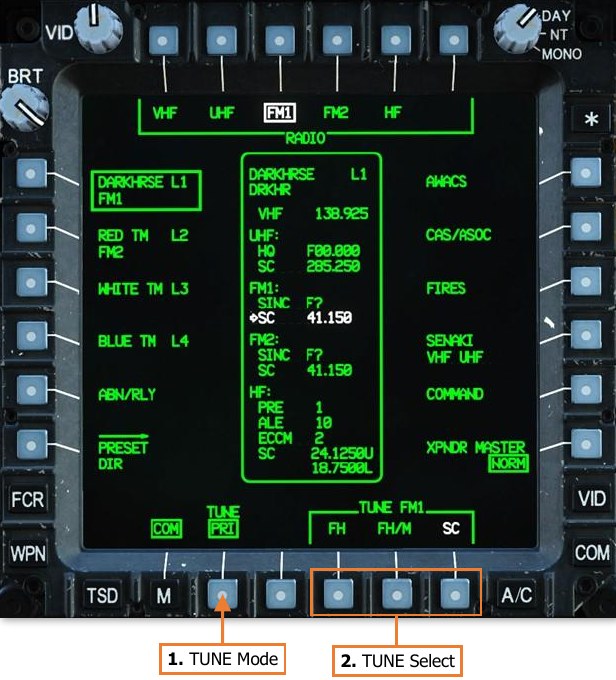 VID
DAY
NT
MONO
BRT
VHF UHF FM1 FM2 HF
RADIO
*
DARKHRSE L1
FM1
RED TM L2
FM2
WHITE TM L3
BLUE TM L4
ABN/RLY
PRESET
DIR
DARKHRSE L1
DRKHR
VHF 138.925
UHF:
HQ F00.000
SC 285.250
FM1:
SINC F?
SC 41.150
FM2:
SINC F?
SC 41.150
HF:
PRE 1
ALE 10
ECCM 2
SC 24.1250U
18.7500L
AWACS
CAS/ASOC
FIRES
SENAKI
VHF UHF
COMMAND
XPNDR MASTER
NORM
FCR
WPN
VID
COM
TUNE
COM PRI
TUNE FM1
FH FH/M SC
TSD M A/C
1. TUNE Mode
2. TUNE Select